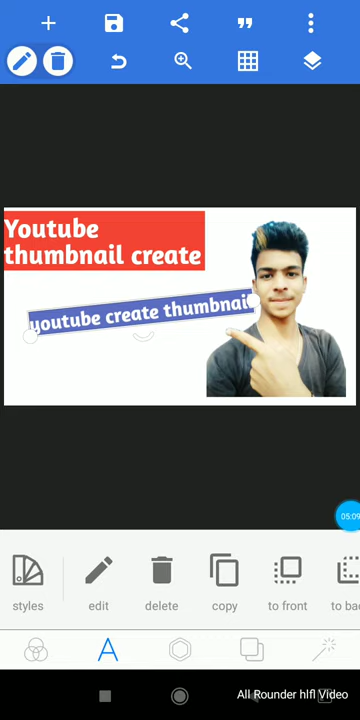 Youtube
thumbnail create
youtube create thumbnail
05:09
styles
edit
delete
copy
to front
to ba
All Rounder hlfl Video